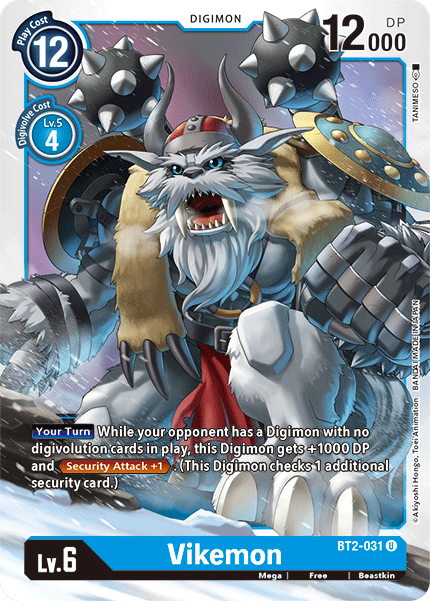 Play Cost
12
DIGIMON
DP
12000
Digivolve Cost
Lv.5
4
TANIMESO
Your Turn While your opponent has a Digimon with no
digivolution cards in play, this Digimon gets +1000 DP
and Security Attack +1. (This Digimon checks 1 additional
security card.)
©Akiyoshi Hongo, Toei Animation BANDAI MADE IN JAPAN
BT2-031 U
Lv.6
Vikemon
Mega | Free | Beastkin